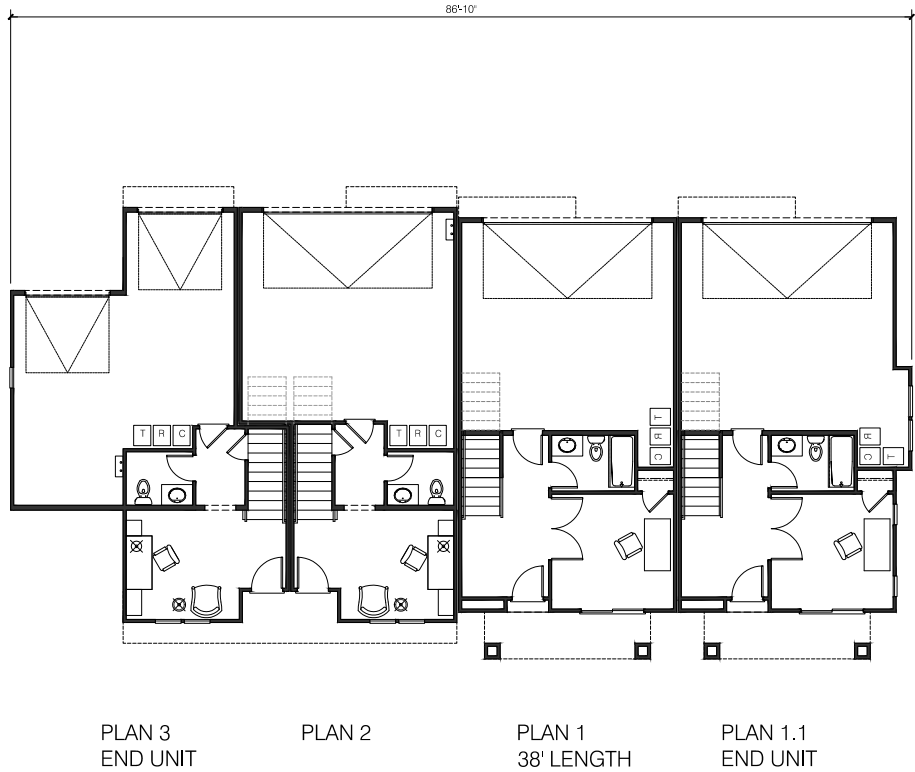 86'-10"
T R C
T R C
T
R
C
R
C T
PLAN 3
END UNIT
PLAN 2
PLAN 1
38' LENGTH
PLAN 1.1
END UNIT